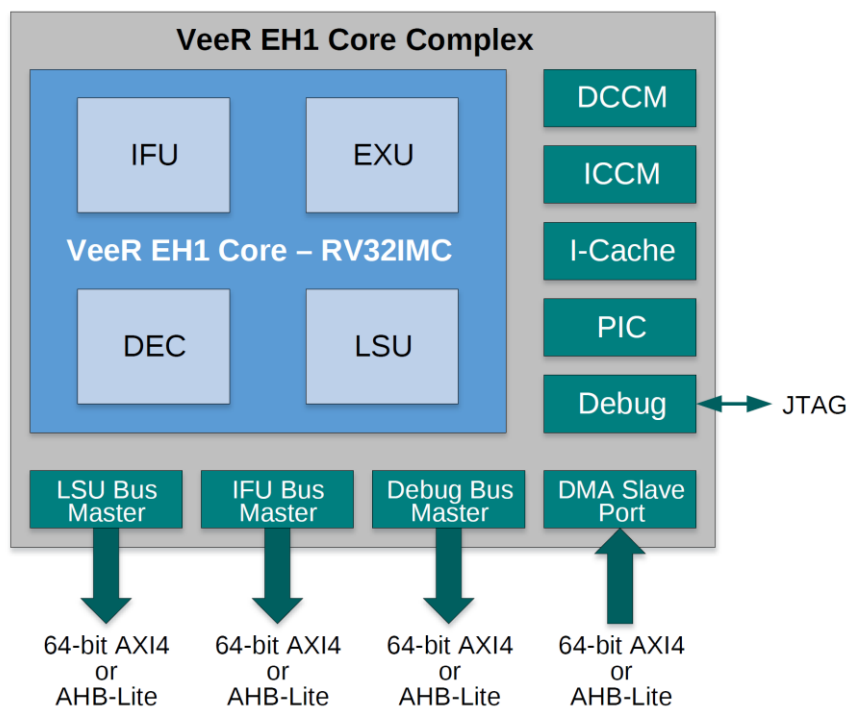 VeeR EH1 Core Complex
IFU
EXU
VeeR EH1 Core – RV32IMC
DEC
LSU
DCCM
ICCM
I-Cache
PIC
Debug
JTAG
LSU Bus
Master
IFU Bus
Master
Debug Bus
Master
DMA Slave
Port
64-bit AXI4
or
AHB-Lite
64-bit AXI4
or
AHB-Lite
64-bit AXI4
or
AHB-Lite
64-bit AXI4
or
AHB-Lite